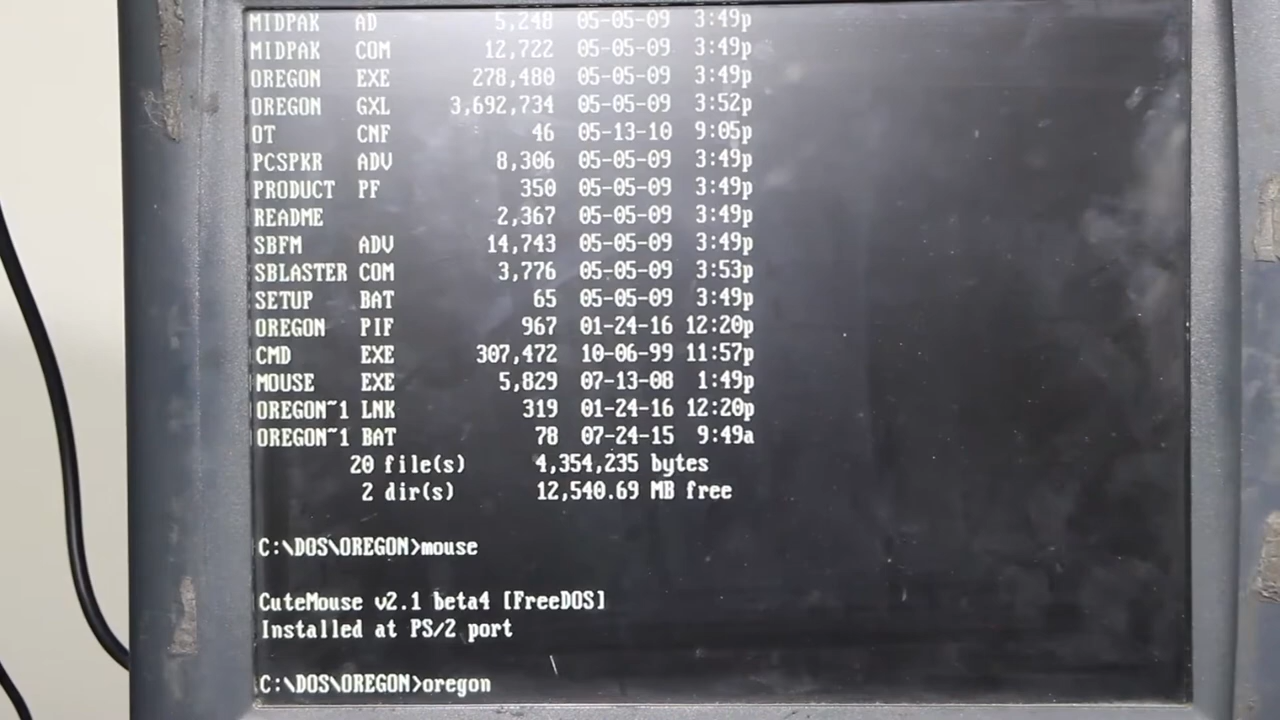 MIDPAK AD 5,248 05-05-09 3:49p
MIDPAK COM 12,722 05-05-09 3:49p
OREGON EXE 278,480 05-05-09 3:49p
OREGON GXL 3,692,734 05-05-09 3:52p
OT CNF 46 05-13-10 9:05p
PCSPKR ADV 8,306 05-05-09 3:49p
PRODUCT PF 350 05-05-09 3:49p
README 2,367 05-05-09 3:49p
SBFM ADV 14,743 05-05-09 3:49p
SBLASTER COM 3,776 05-05-09 3:53p
SETUP BAT 65 05-05-09 3:49p
OREGON PIF 967 01-24-16 12:20p
CMD EXE 307,472 10-06-99 11:57p
MOUSE EXE 5,829 07-13-08 1:49p
OREGON~1 LNK 319 01-24-16 12:20p
OREGON~1 BAT 78 07-24-15 9:49a
20 file(s) 4,354,235 bytes
2 dir(s) 12,540.69 MB free
C:\DOS\OREGON>mouse
CuteMouse v2.1 beta4 [FreeDOS]
Installed at PS/2 port
C:\DOS\OREGON>oregon